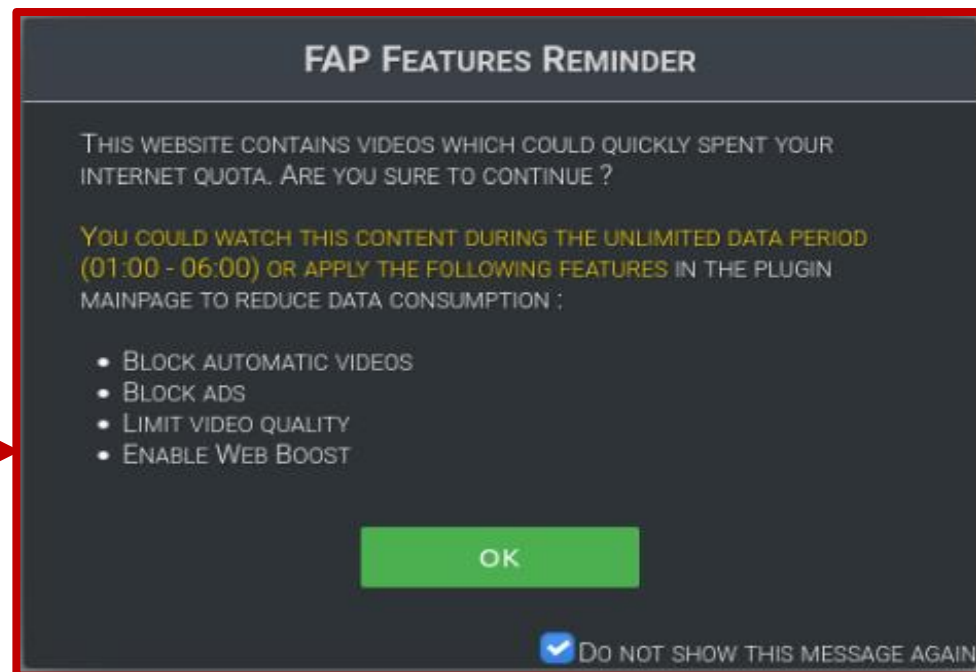 FAP Features Reminder
This website contains videos which could quickly spent your
internet quota. Are you sure to continue ?
You could watch this content during the unlimited data period
(01:00 - 06:00) or apply the following features in the plugin
mainpage to reduce data consumption :
• Block automatic videos
• Block ads
• Limit video quality
• Enable Web Boost
OK
Do not show this message again